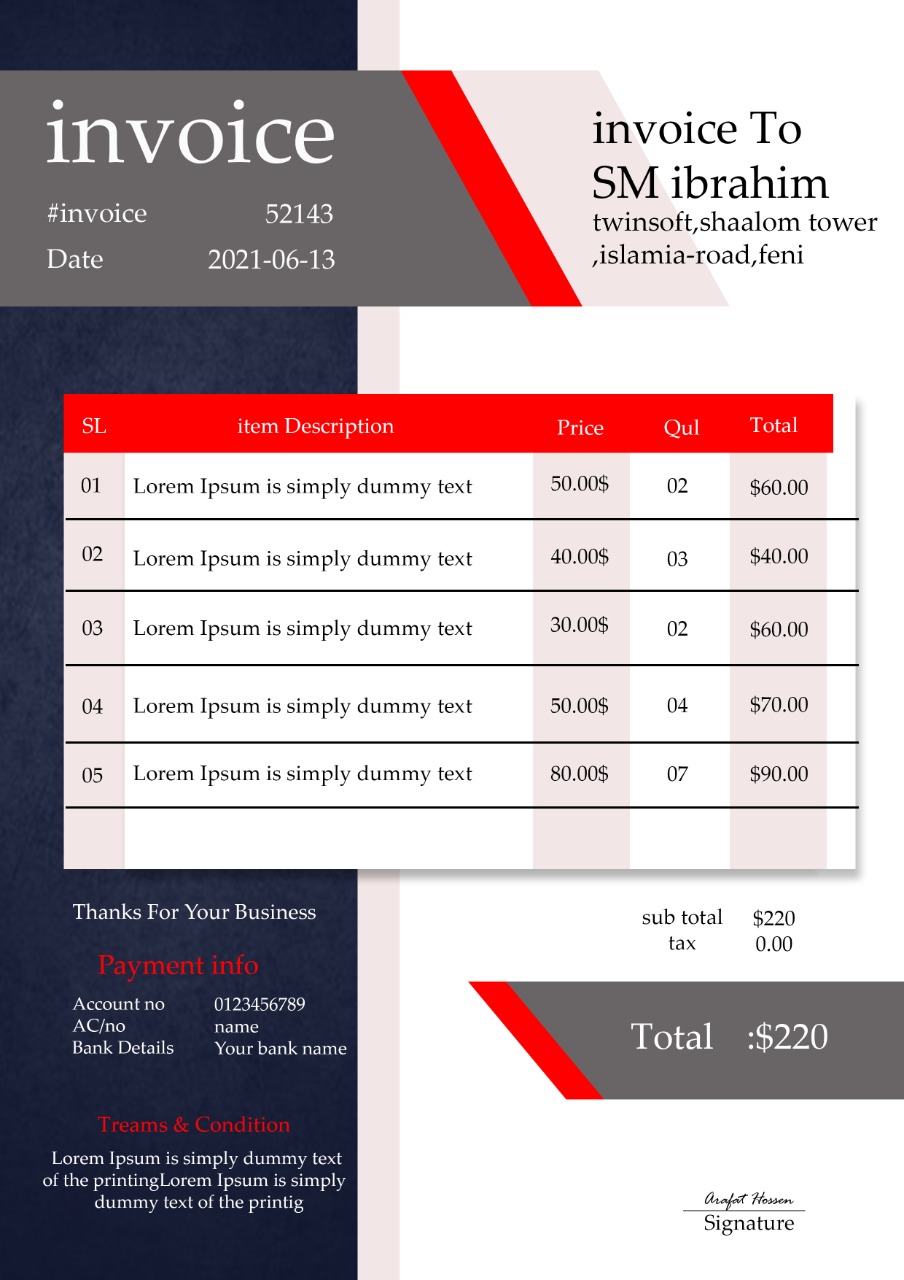 invoice
#invoice 52143
Date 2021-06-13
invoice To
SM ibrahim
twinsoft,shaalom tower
,islamia-road,feni
SL item Description Price Qul Total
01 Lorem Ipsum is simply dummy text 50.00$ 02 $60.00
02 Lorem Ipsum is simply dummy text 40.00$ 03 $40.00
03 Lorem Ipsum is simply dummy text 30.00$ 02 $60.00
04 Lorem Ipsum is simply dummy text 50.00$ 04 $70.00
05 Lorem Ipsum is simply dummy text 80.00$ 07 $90.00
Thanks For Your Business
sub total $220
tax 0.00
Payment info
Account no 0123456789
AC/no name
Bank Details Your bank name
Total :$220
Treams & Condition
Lorem Ipsum is simply dummy text
of the printingLorem Ipsum is simply
dummy text of the printig
Arafat Hossen
Signature